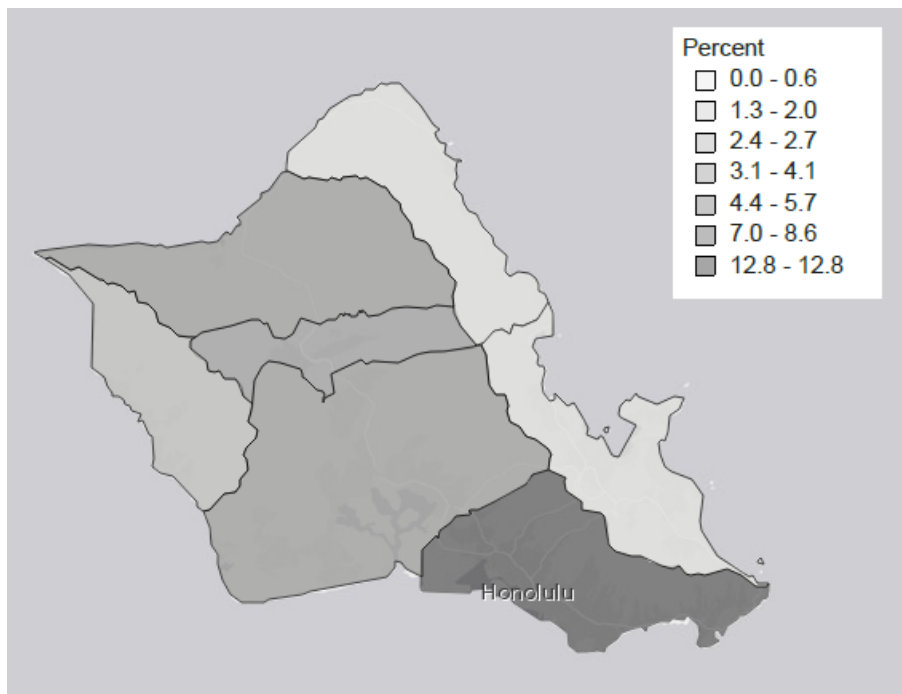 Percent
0.0 - 0.6
1.3 - 2.0
2.4 - 2.7
3.1 - 4.1
4.4 - 5.7
7.0 - 8.6
12.8 - 12.8
Honolulu